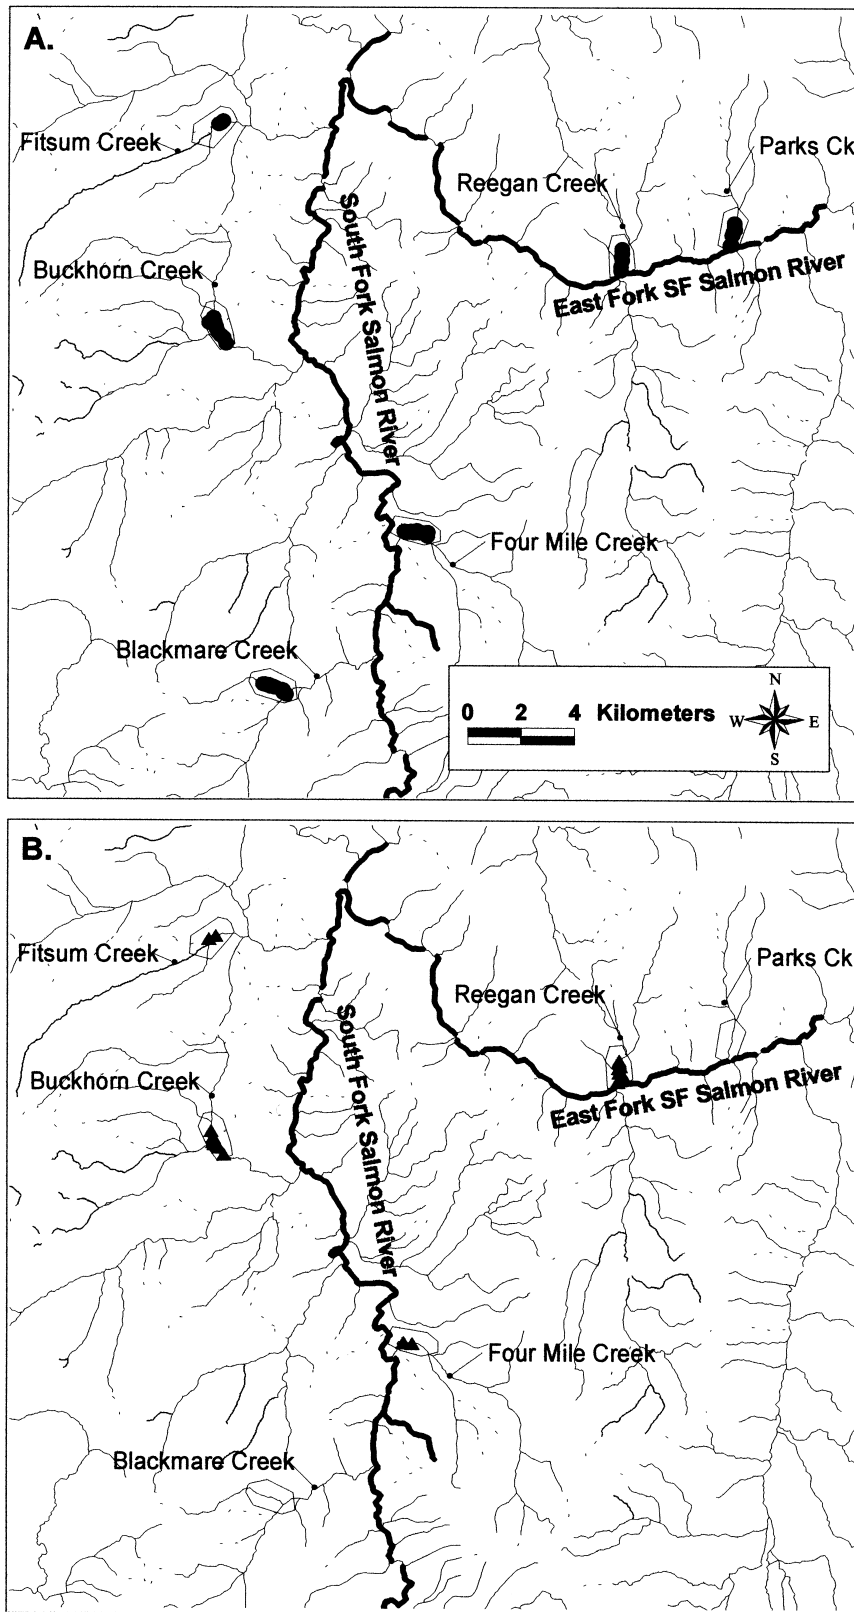 A.
Fitsum Creek
Parks Ck
Reegan Creek
South Fork Salmon River
Buckhorn Creek
East Fork SF Salmon River
Four Mile Creek
Blackmare Creek
0 2 4 Kilometers
N
W E
S
B.
Fitsum Creek
Parks Ck
Reegan Creek
South Fork Salmon River
Buckhorn Creek
East Fork SF Salmon River
Four Mile Creek
Blackmare Creek